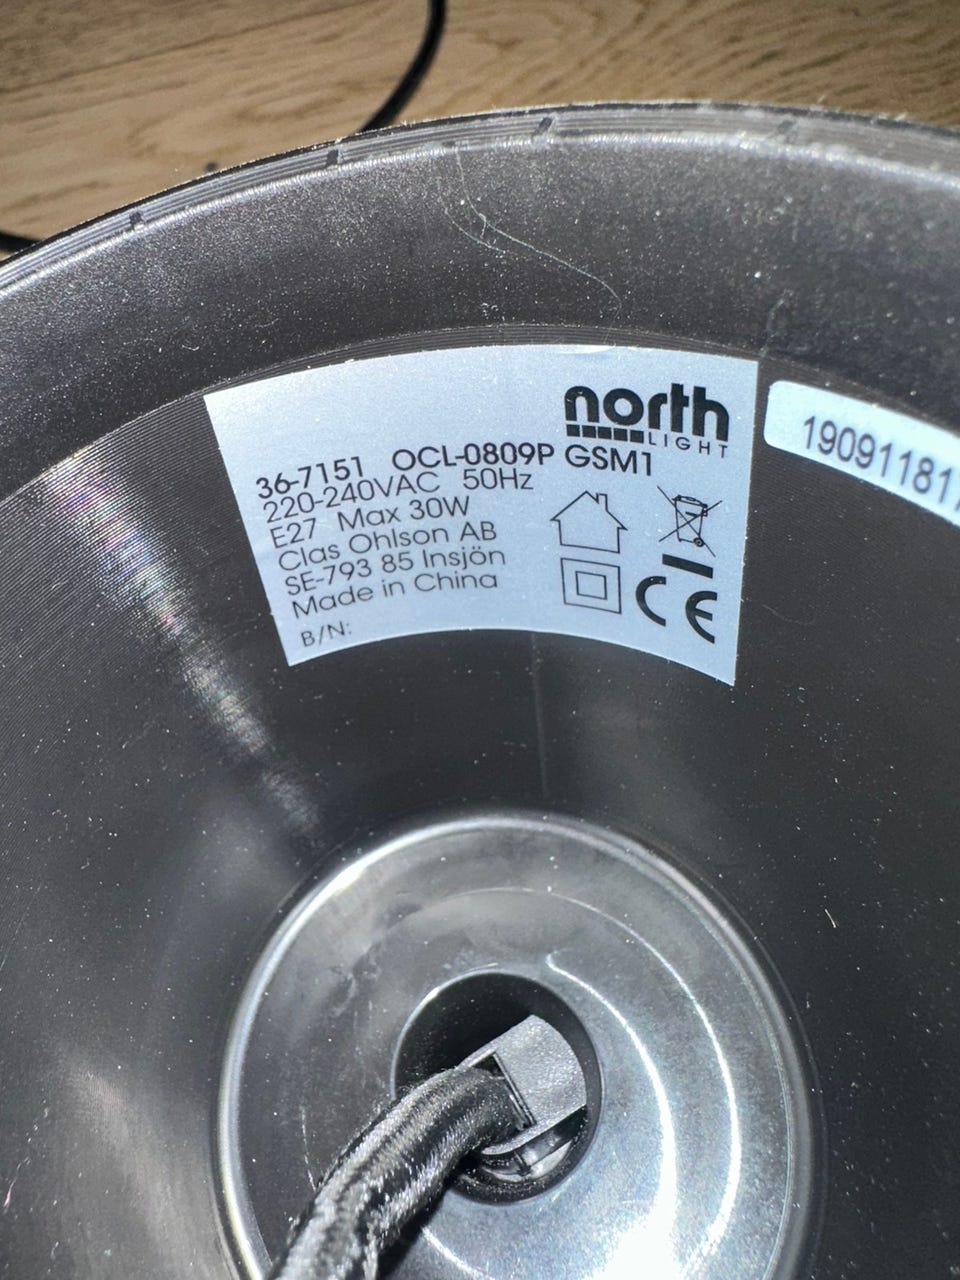 north
LIGHT
36-7151 OCL-0809P GSM1
220-240VAC 50Hz
E27 Max 30W
Clas Ohlson AB
SE-793 85 Insjön
Made in China
B/N:
CE